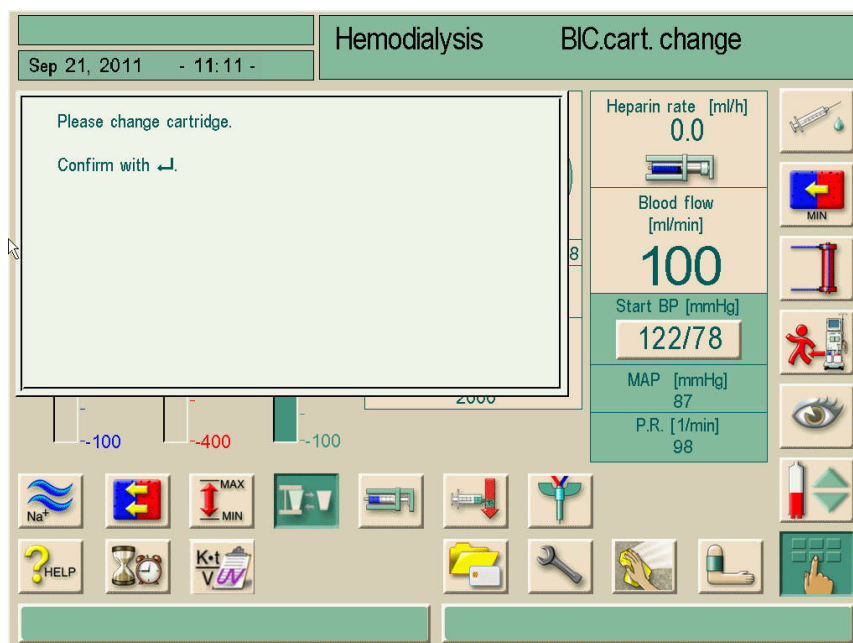 Hemodialysis BIC.cart. change
Sep 21, 2011 - 11:11 -
Please change cartridge.
Confirm with ↵.
8
2000
-
-
-
-100
-400
-100
Heparin rate [ml/h]
0.0
Blood flow
[ml/min]
100
Start BP [mmHg]
122/78
MAP [mmHg]
87
P.R. [1/min]
98
MIN
Na+
MAX
MIN
HELP
K•t
V